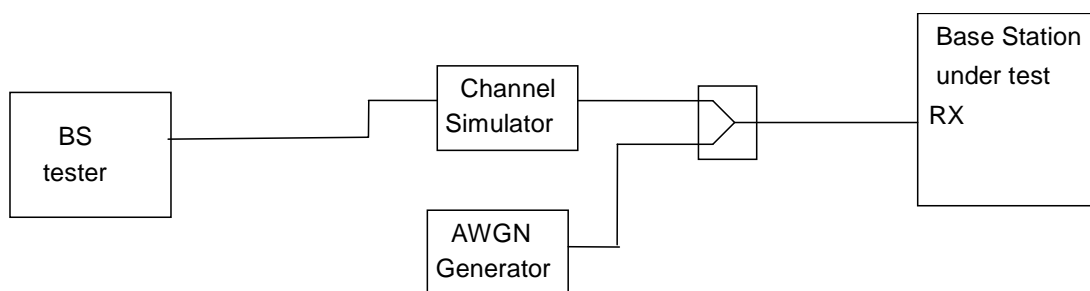 BS
tester
Channel
Simulator
AWGN
Generator
Base Station
under test
RX